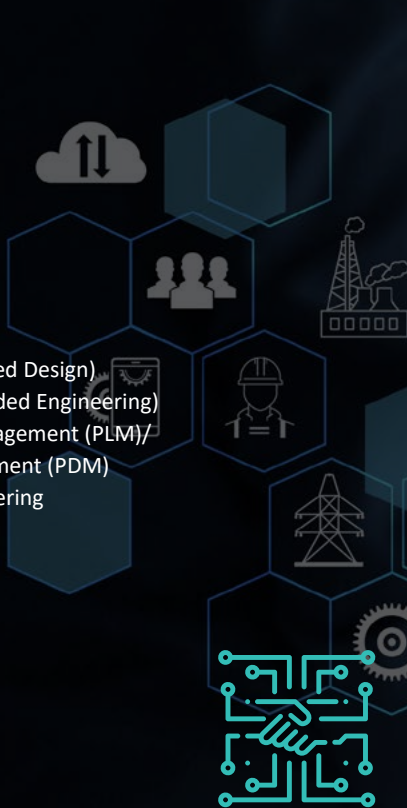 ed Design)
ded Engineering)
agement (PLM)/
ment (PDM)
ering